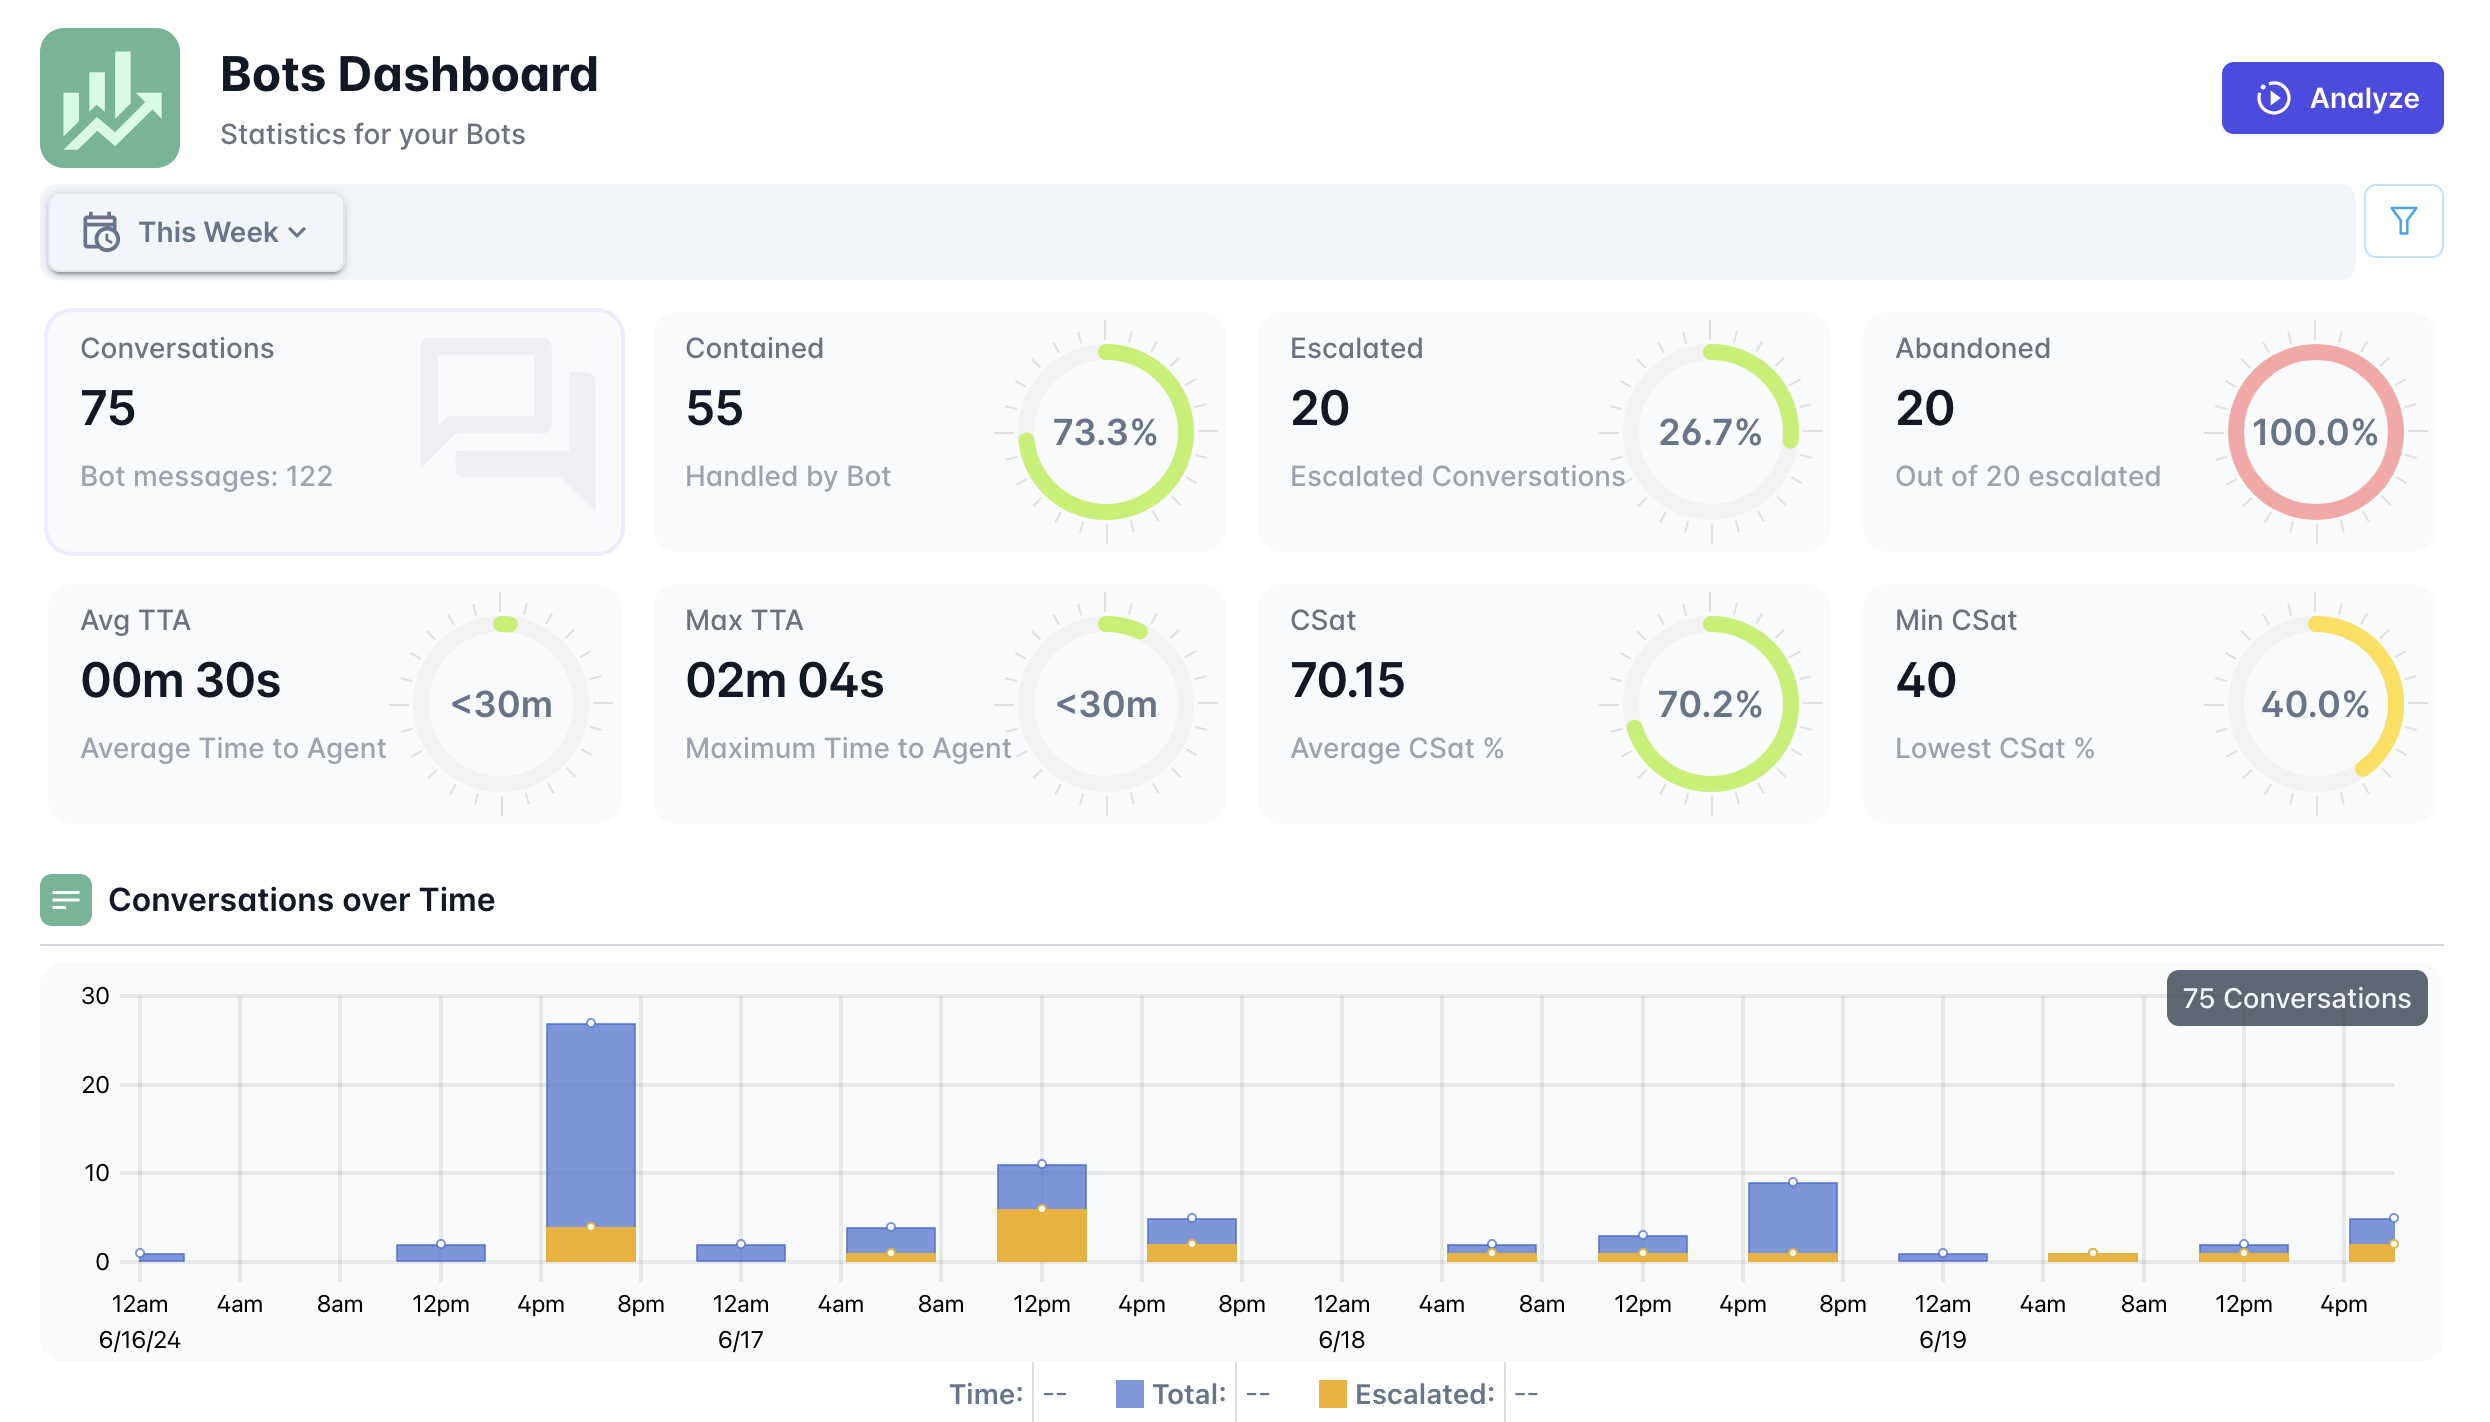 Bots Dashboard
Statistics for your Bots
Analyze
This Week
Conversations
75
Bot messages: 122
Contained
55
Handled by Bot
73.3%
Escalated
20
Escalated Conversations
26.7%
Abandoned
20
Out of 20 escalated
100.0%
Avg TTA
00m 30s
Average Time to Agent
<30m
Max TTA
02m 04s
Maximum Time to Agent
<30m
CSat
70.15
Average CSat %
70.2%
Min CSat
40
Lowest CSat %
40.0%
Conversations over Time
75 Conversations
30
20
10
0
12am 4am 8am 12pm 4pm 8pm 12am 4am 8am 12pm 4pm 8pm 12am 4am 8am 12pm 4pm 8pm 12am 4am 8am 12pm 4pm
6/16/24 6/17 6/18 6/19
Time: -- Total: -- Escalated: --